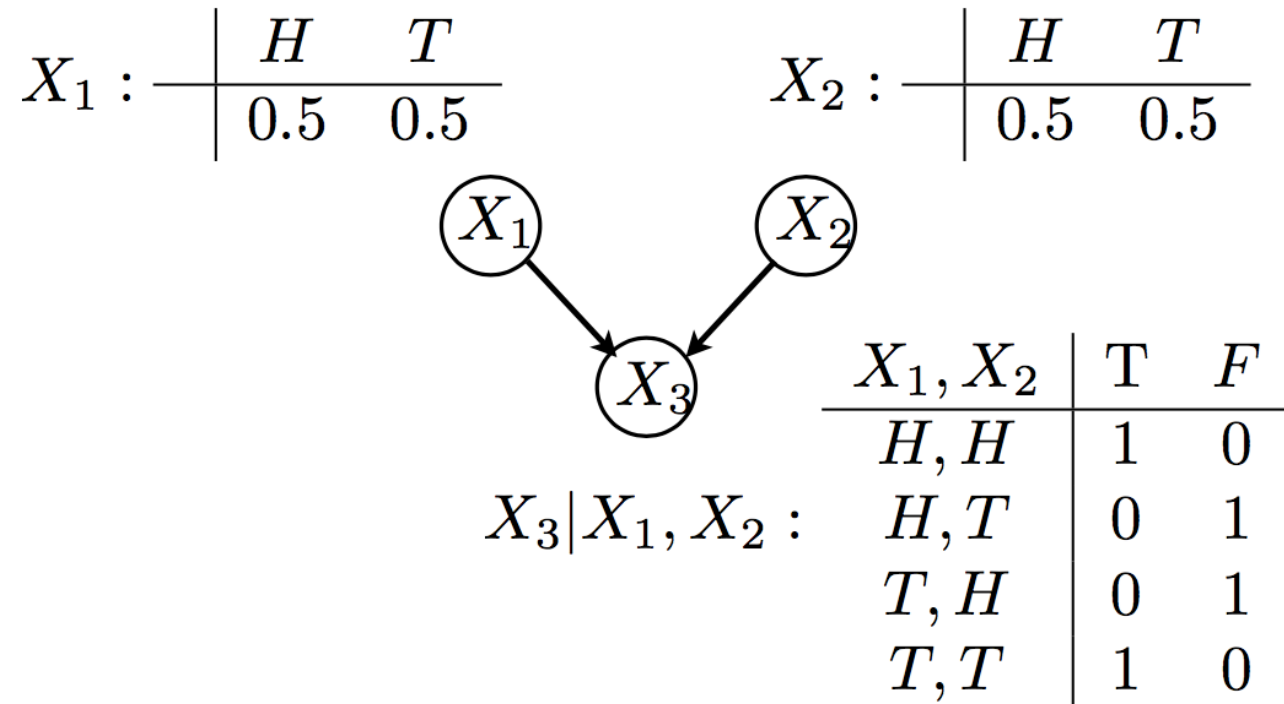 X₁ : H T
0.5 0.5
X₂ : H T
0.5 0.5
X₁ X₂
X₃
X₁, X₂ T F
H, H 1 0
X₃|X₁, X₂ : H, T 0 1
T, H 0 1
T, T 1 0